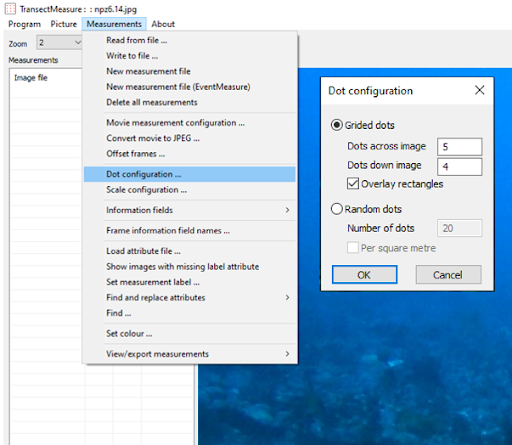 TransectMeasure : : npz6.14.jpg
Program Picture Measurements About
Zoom 2
Measurements
Image file
Read from file ...
Write to file ...
New measurement file
New measurement file (EventMeasure)
Delete all measurements
Movie measurement configuration ...
Convert movie to JPEG ...
Offset frames ...
Dot configuration ...
Scale configuration ...
Information fields
Frame information field names ...
Load attribute file ...
Show images with missing label attribute
Set measurement label ...
Find and replace attributes
Find ...
Set colour ...
View/export measurements
Dot configuration
Grided dots
Dots across image 5
Dots down image 4
Overlay rectangles
Random dots
Number of dots 20
Per square metre
OK Cancel